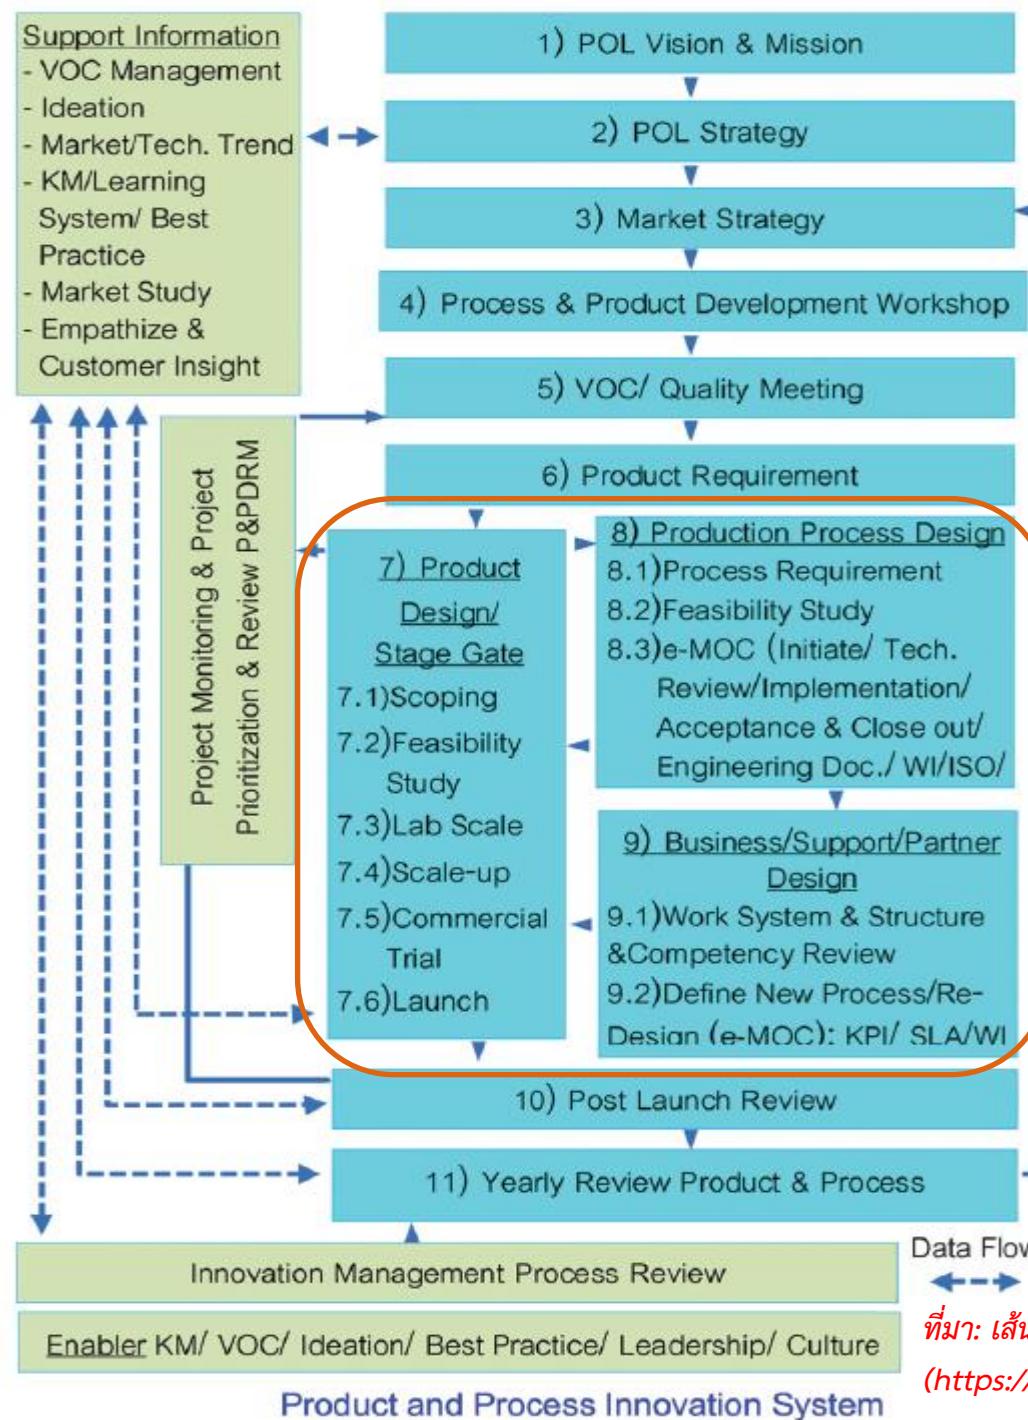 Support Information
- VOC Management
- Ideation
- Market/Tech. Trend
- KM/Learning
System/ Best
Practice
- Market Study
- Empathize &
Customer Insight
1) POL Vision & Mission
2) POL Strategy
3) Market Strategy
4) Process & Product Development Workshop
5) VOC/ Quality Meeting
6) Product Requirement
Project Monitoring & Project
Prioritization & Review P&PDRM
7) Product
Design/
Stage Gate
7.1)Scoping
7.2)Feasibility
Study
7.3)Lab Scale
7.4)Scale-up
7.5)Commercial
Trial
7.6)Launch
8) Production Process Design
8.1)Process Requirement
8.2)Feasibility Study
8.3)e-MOC (Initiate/ Tech.
Review/Implementation/
Acceptance & Close out/
Engineering Doc./ WI/ISO/
9) Business/Support/Partner
Design
9.1)Work System & Structure
&Competency Review
9.2)Define New Process/Re-
Design (e-MOC): KPI/ SLA/WI
10) Post Launch Review
11) Yearly Review Product & Process
Innovation Management Process Review
Data Flow
Enabler KM/ VOC/ Ideation/ Best Practice/ Leadership/ Culture
ที่มา: เส้น
(https://
Product and Process Innovation System